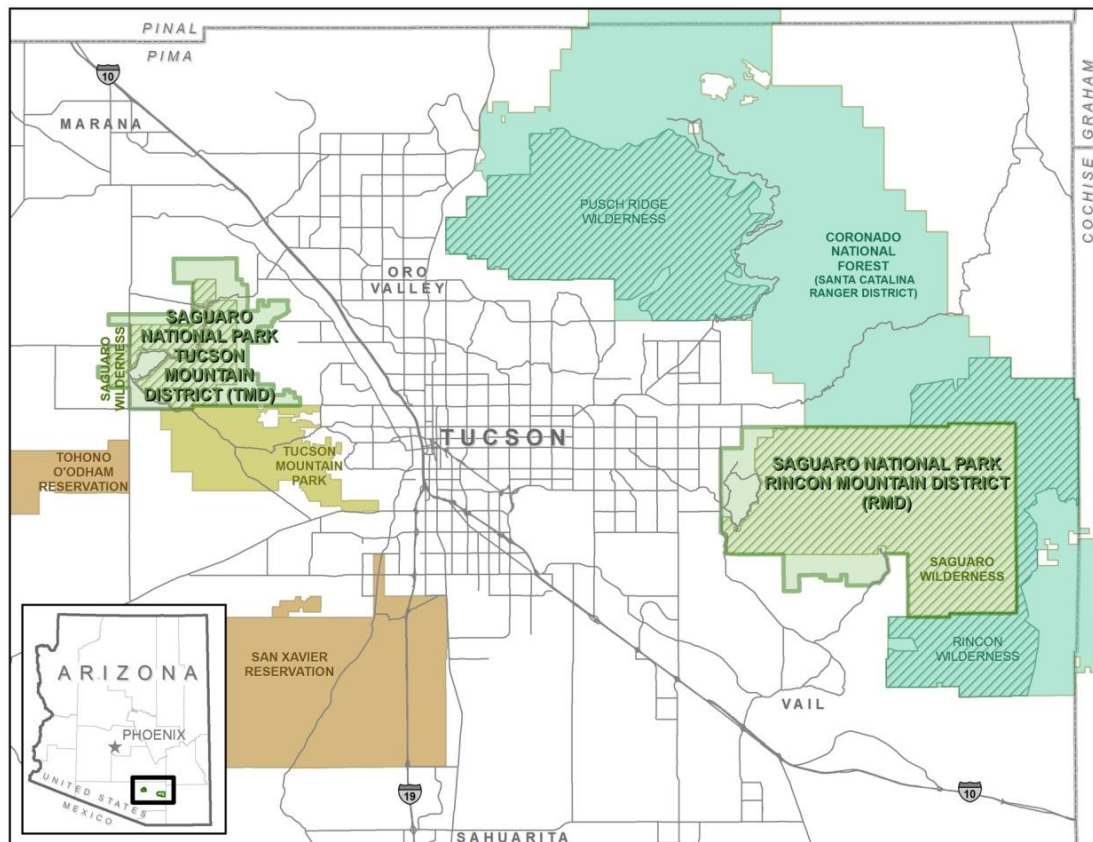 PINAL
PIMA
10
MARANA
GRAHAM
COCHISE
PUSCH RIDGE
WILDERNESS
CORONADO
NATIONAL
FOREST
(SANTA CATALINA
RANGER DISTRICT)
ORO
VALLEY
SAGUARO
NATIONAL PARK
TUCSON
MOUNTAIN
DISTRICT (TMD)
SAGUARO
WILDERNESS
TUCSON
TUCSON
MOUNTAIN
PARK
TOHONO
O'ODHAM
RESERVATION
SAGUARO NATIONAL PARK
RINCON MOUNTAIN DISTRICT
(RMD)
SAGUARO
WILDERNESS
RINCON
WILDERNESS
SAN XAVIER
RESERVATION
VAIL
ARIZONA
PHOENIX
UNITED STATES
MEXICO
19
10
SAHUARITA